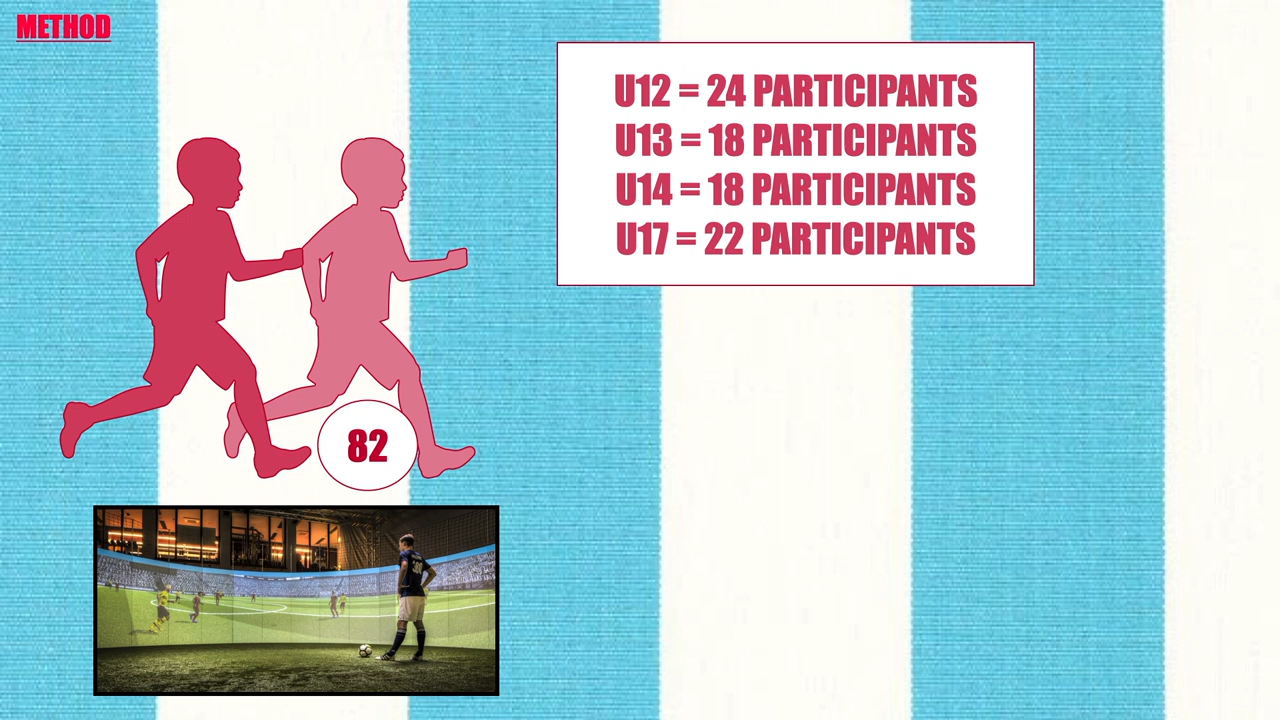 METHOD
U12 = 24 PARTICIPANTS
U13 = 18 PARTICIPANTS
U14 = 18 PARTICIPANTS
U17 = 22 PARTICIPANTS
82